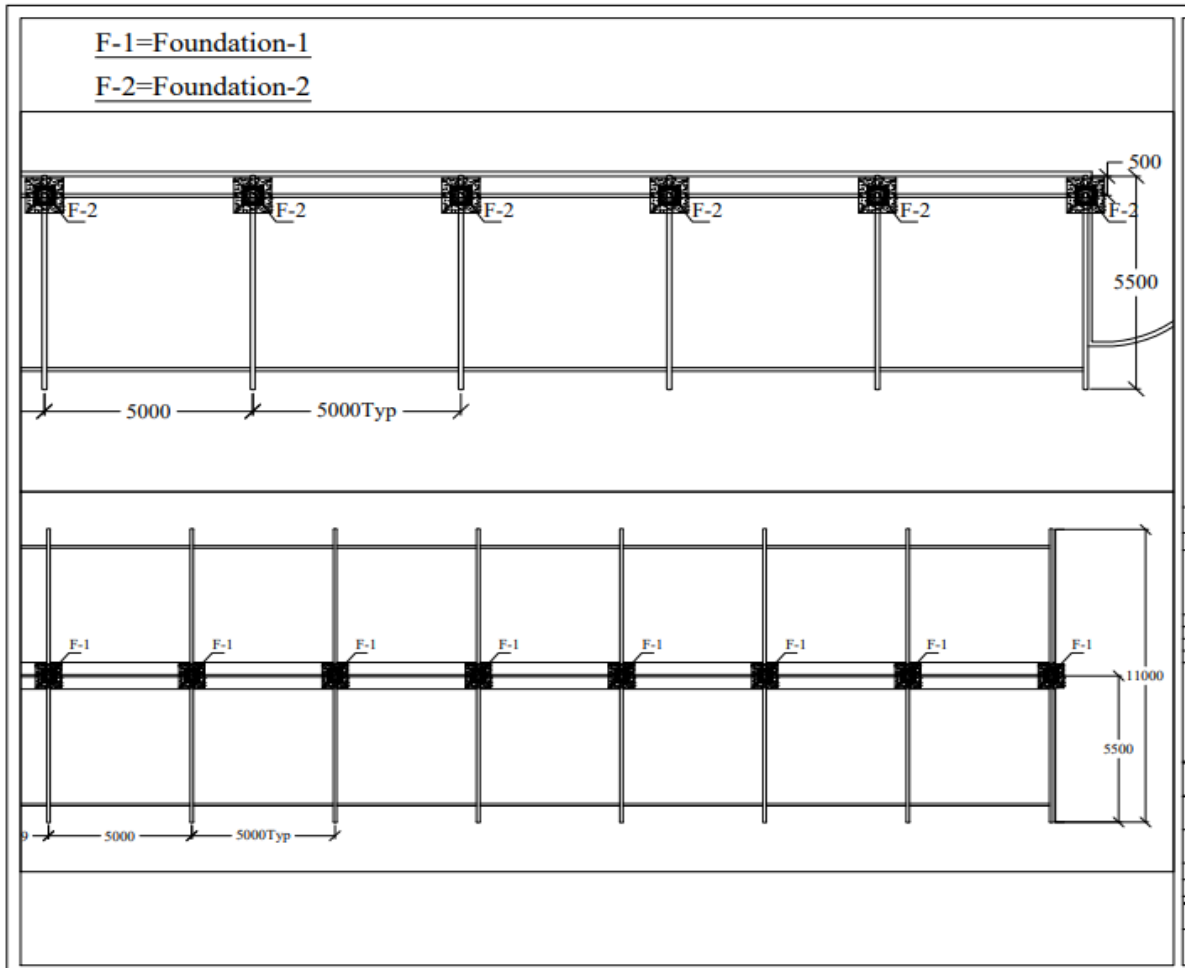 F-1=Foundation-1
F-2=Foundation-2
500
F-2 F-2 F-2 F-2 F-2 F-2
5500
5000 5000Typ
F-1 F-1 F-1 F-1 F-1 F-1 F-1 F-1
11000
5500
9 5000 5000Typ